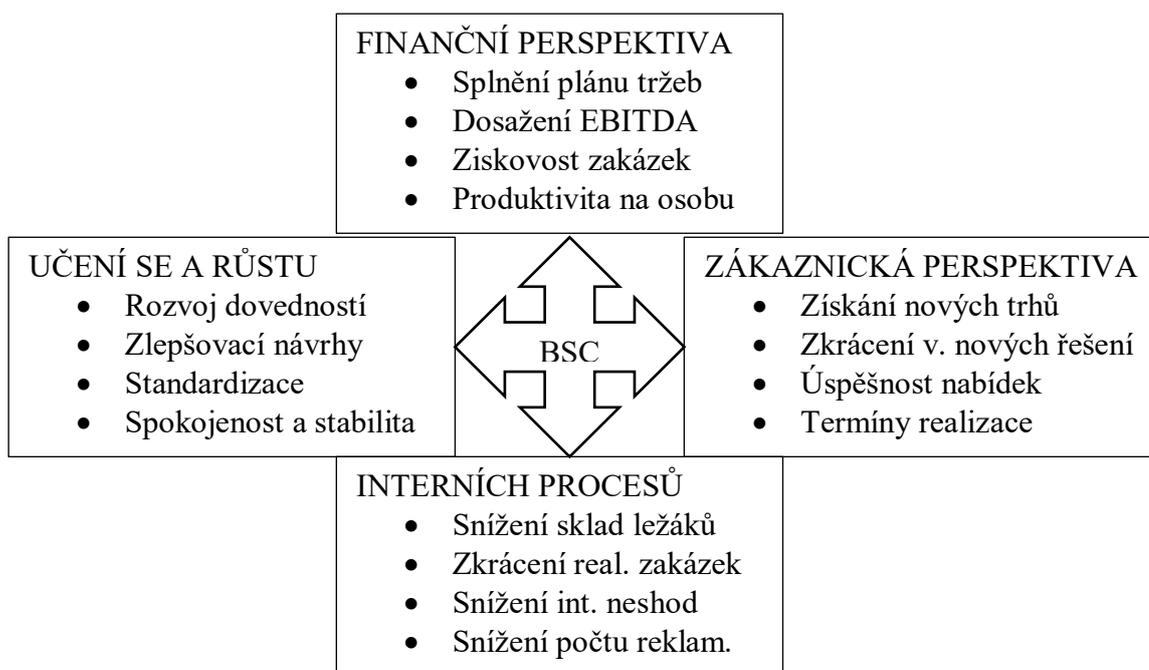 FINANČNÍ PERSPEKTIVA
• Splnění plánu tržeb
• Dosažení EBITDA
• Ziskovost zakázek
• Produktivita na osobu
UČENÍ SE A RŮSTU
• Rozvoj dovedností
• Zlepšovací návrhy
• Standardizace
• Spokojenost a stabilita
BSC
ZÁKAZNICKÁ PERSPEKTIVA
• Získání nových trhů
• Zkrácení v. nových řešení
• Úspěšnost nabídek
• Termíny realizace
INTERNÍCH PROCESŮ
• Snížení sklad ležáků
• Zkrácení real. zakázek
• Snížení int. neshod
• Snížení počtu reklam.